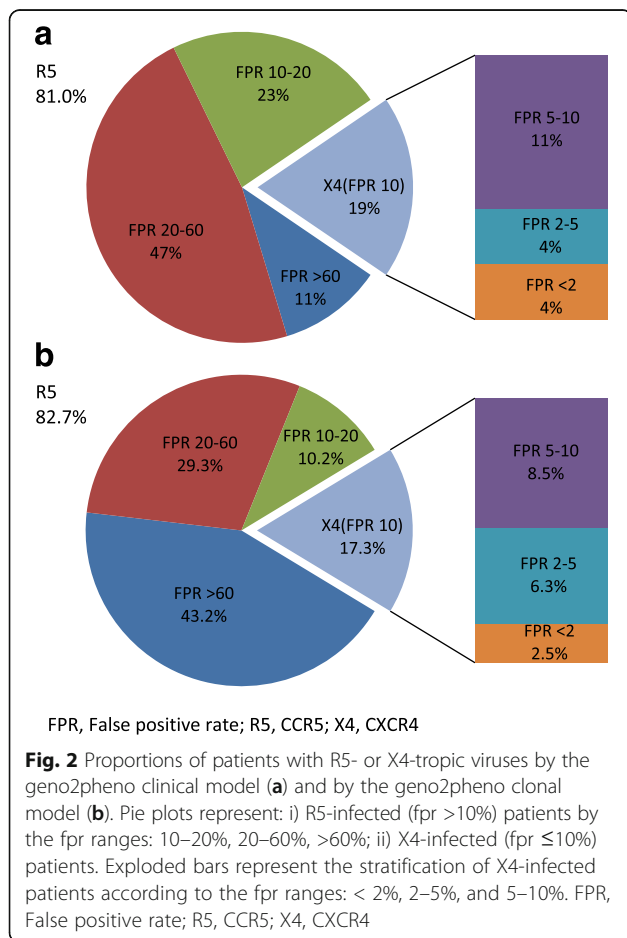 a
R5
81.0%
FPR 10-20
23%
FPR 20-60
47%
X4(FPR 10)
19%
FPR >60
11%
FPR 5-10
11%
FPR 2-5
4%
FPR <2
4%
b
R5
82.7%
FPR 20-60
29.3%
FPR 10-20
10.2%
X4(FPR 10)
17.3%
FPR >60
43.2%
FPR 5-10
8.5%
FPR 2-5
6.3%
FPR <2
2.5%
FPR, False positive rate; R5, CCR5; X4, CXCR4
Fig. 2 Proportions of patients with R5- or X4-tropic viruses by the
geno2pheno clinical model (a) and by the geno2pheno clonal
model (b). Pie plots represent: i) R5-infected (fpr >10%) patients by
the fpr ranges: 10–20%, 20–60%, >60%; ii) X4-infected (fpr ≤10%)
patients. Exploded bars represent the stratification of X4-infected
patients according to the fpr ranges: < 2%, 2–5%, and 5–10%. FPR,
False positive rate; R5, CCR5; X4, CXCR4